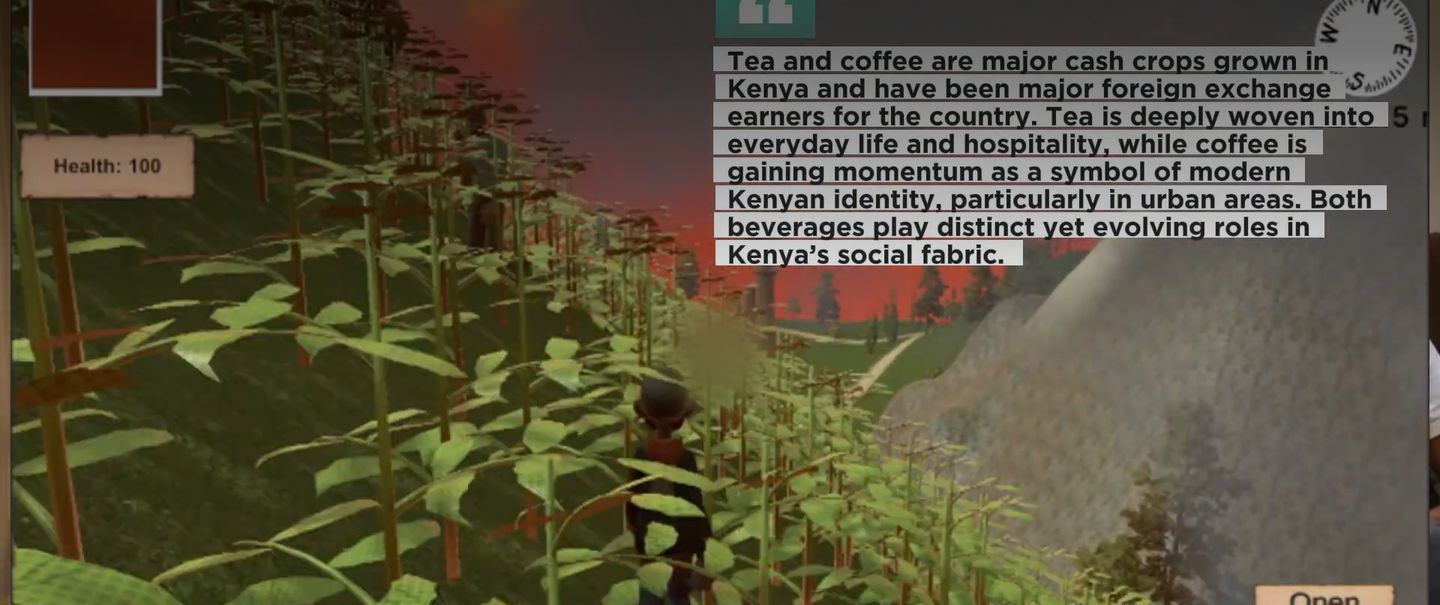 Tea and coffee are major cash crops grown in
Kenya and have been major foreign exchange
earners for the country. Tea is deeply woven into
everyday life and hospitality, while coffee is
gaining momentum as a symbol of modern
Kenyan identity, particularly in urban areas. Both
beverages play distinct yet evolving roles in
Kenya’s social fabric.
N
W
E
S
5
Health: 100
Open